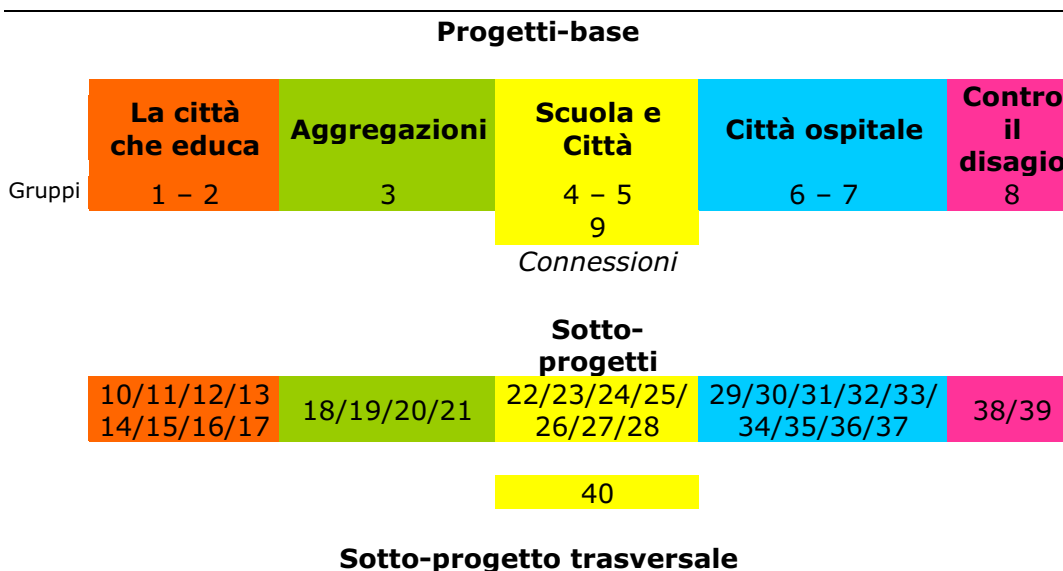 Progetti-base
La città
che educa
Aggregazioni
Scuola e
Città
Città ospitale
Contro
il
disagio
Gruppi
1 – 2
3
4 – 5
9
6 – 7
8
Connessioni
Sotto-
progetti
10/11/12/13
14/15/16/17
18/19/20/21
22/23/24/25/
26/27/28
29/30/31/32/33/
34/35/36/37
38/39
40
Sotto-progetto trasversale